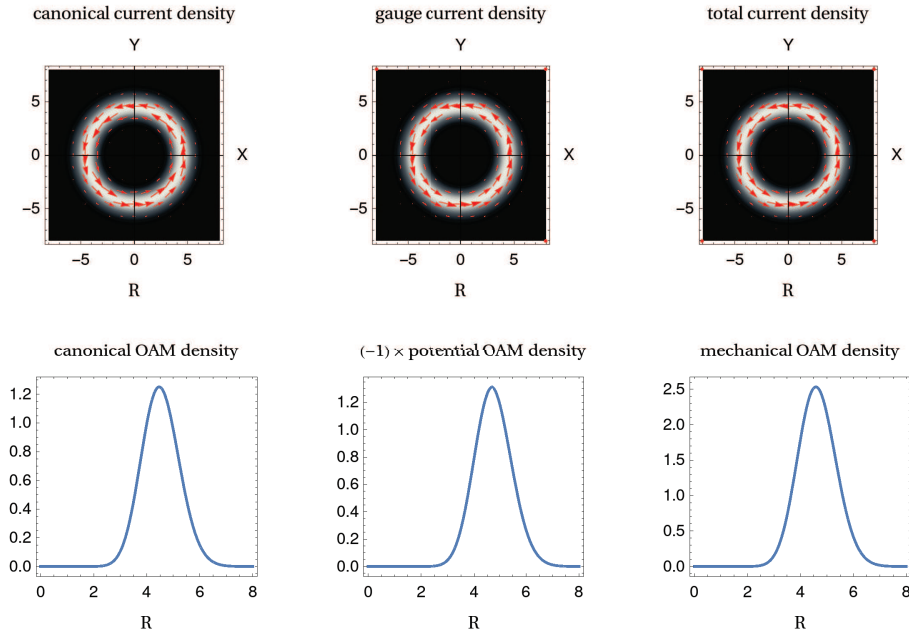 canonical current density gauge current density total current density
Y Y Y
5 5 5
0 X 0 X 0 X
−5 −5 −5
−5 0 5 −5 0 5 −5 0 5
R R R
canonical OAM density (−1) × potential OAM density mechanical OAM density
1.2 1.2 2.5
1.0 1.0 2.0
0.8 0.8 1.5
0.6 0.6 1.0
0.4 0.4 0.5
0.2 0.2 0.0
0.0 0.0
0 2 4 6 8 0 2 4 6 8 0 2 4 6 8
R R R